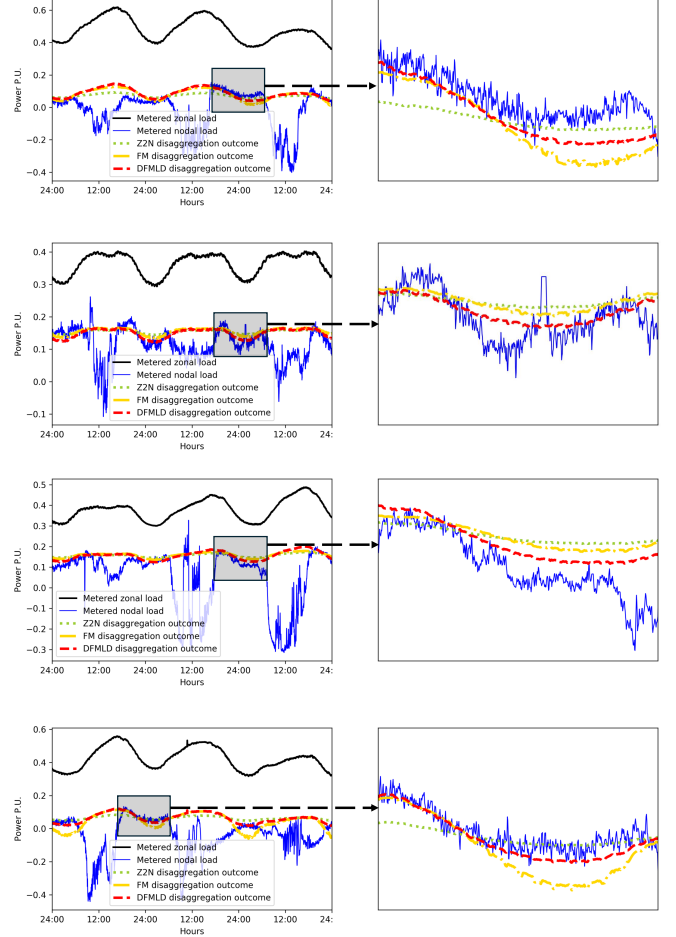 0.6
0.4
0.2
0.0
−0.2
−0.4
Power P.U.
Metered zonal load
Metered nodal load
Z2N disaggregation outcome
FM disaggregation outcome
DFMLD disaggregation outcome
24:00 12:00 24:00 12:00 24:00 12:00 24:
Hours
0.4
0.3
0.2
0.1
0.0
−0.1
Power P.U.
Metered zonal load
Metered nodal load
Z2N disaggregation outcome
FM disaggregation outcome
DFMLD disaggregation outcome
24:00 12:00 24:00 12:00 24:00 12:00 24:
Hours
0.5
0.4
0.3
0.2
0.1
0.0
−0.1
−0.2
−0.3
Power P.U.
Metered zonal load
Metered nodal load
Z2N disaggregation outcome
FM disaggregation outcome
DFMLD disaggregation outcome
24:00 12:00 24:00 12:00 24:00 12:00 24:
Hours
0.6
0.4
0.2
0.0
−0.2
−0.4
Power P.U.
Metered zonal load
Metered nodal load
Z2N disaggregation outcome
FM disaggregation outcome
DFMLD disaggregation outcome
24:00 12:00 24:00 12:00 24:00 12:00 24:
Hours